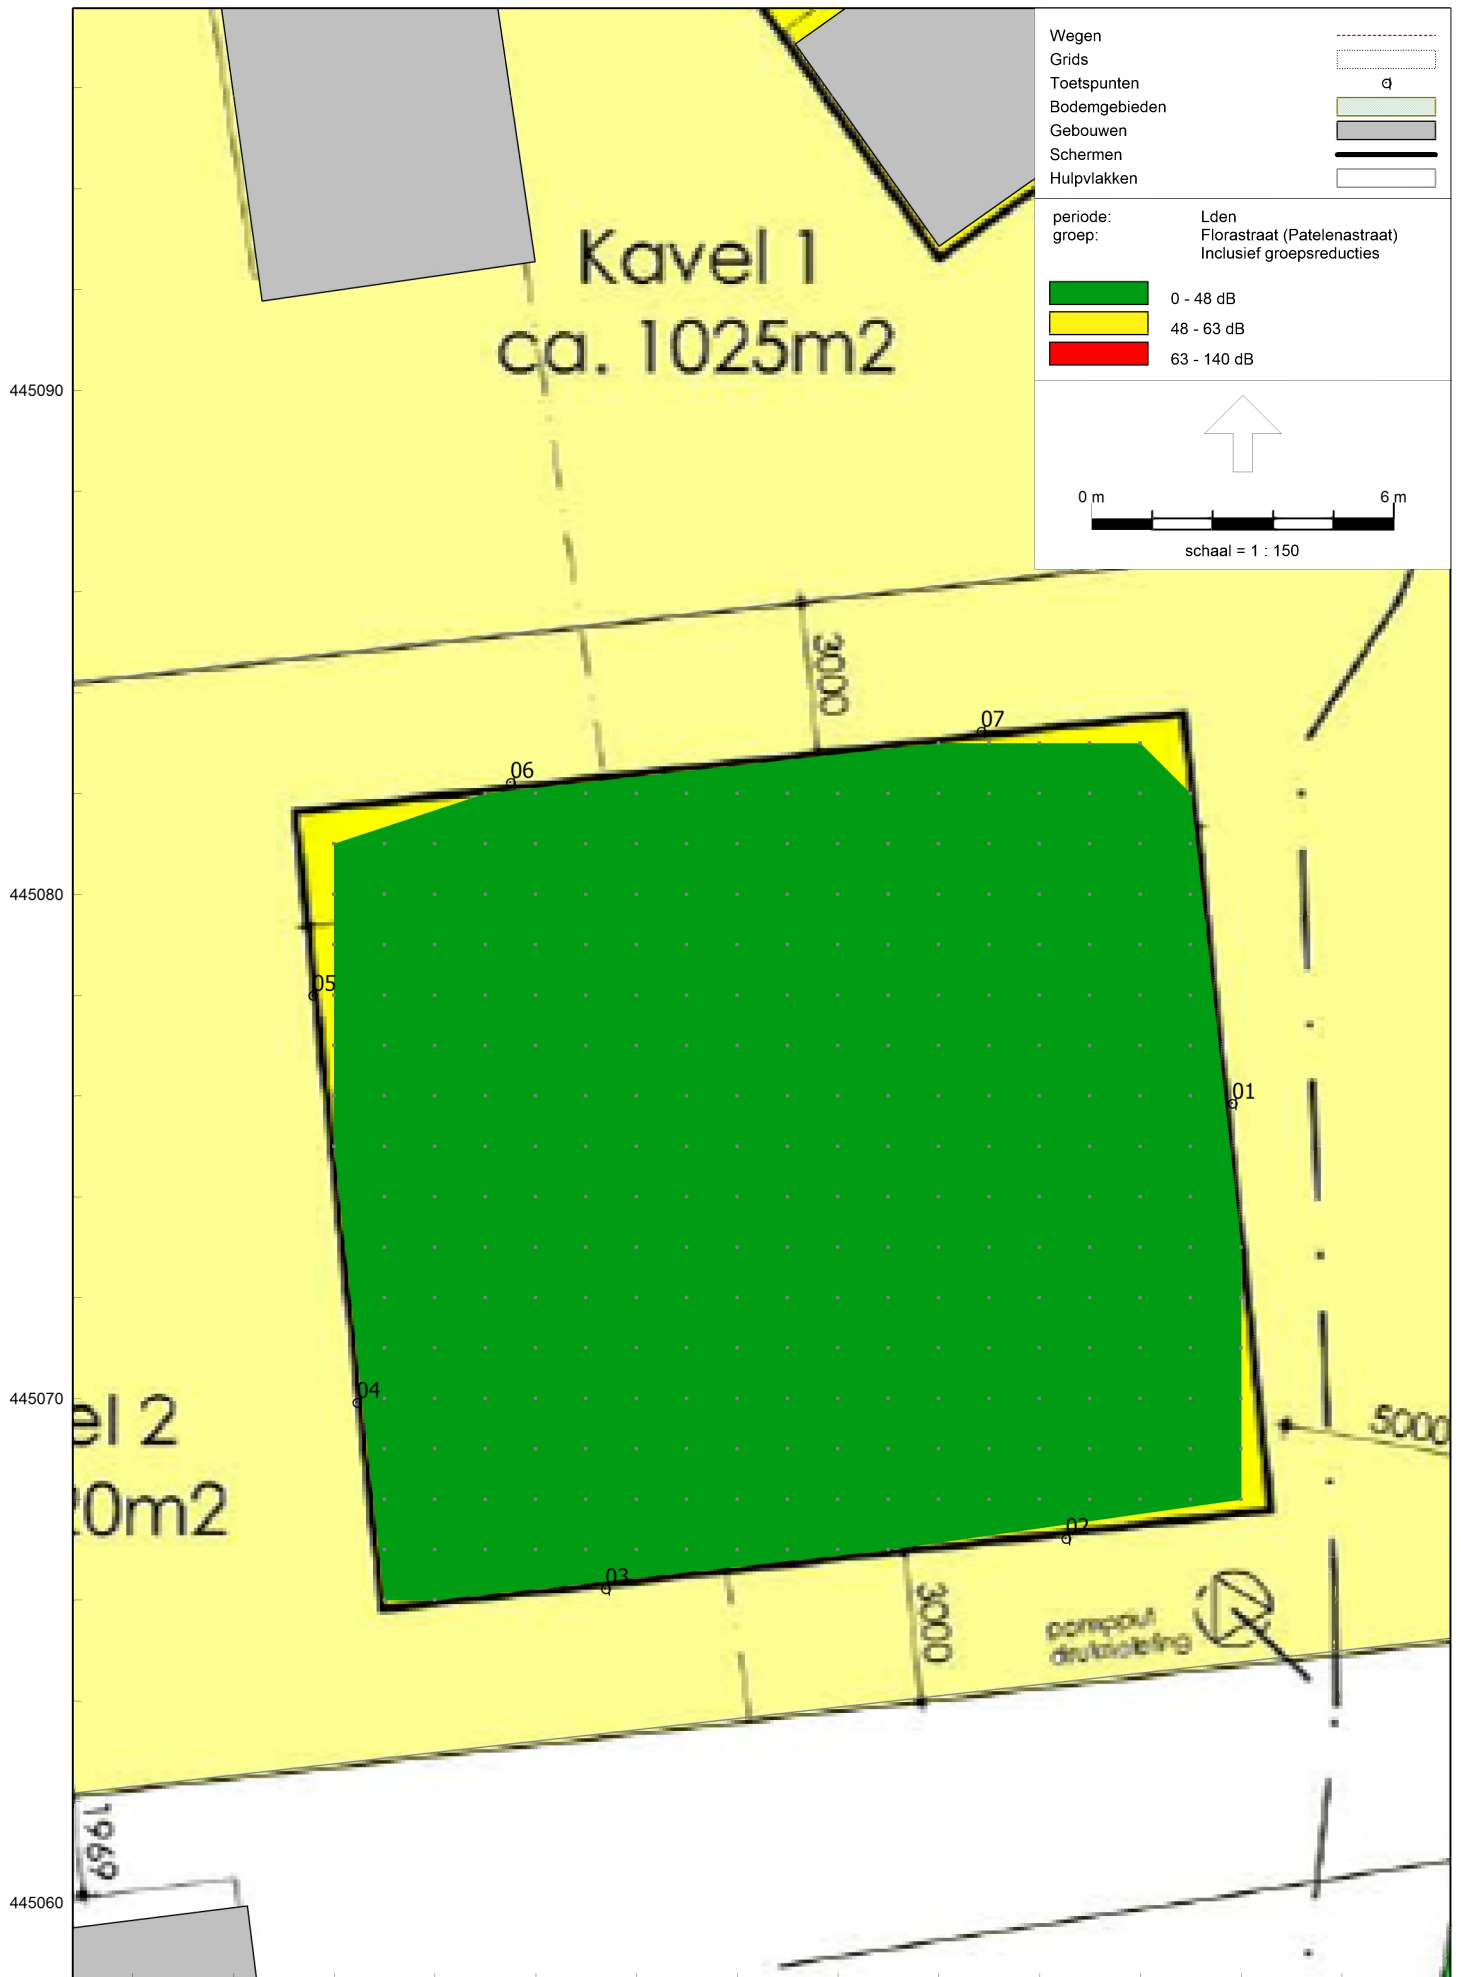 Wegen
Grids
Toetspunten
Bodemgebieden
Gebouwen
Schermen
Hulpvlakken
periode: Lden
groep: Florastraat (Patelenastraat)
Inclusief groepsreducties
0 - 48 dB
48 - 63 dB
63 - 140 dB
0 m 6 m
schaal = 1 : 150
Kavel 1
ca. 1025m2
445090
3000
07
06
445080
05
01
04
445070
el 2
0m2
5000
02
03
3000
1969
445060